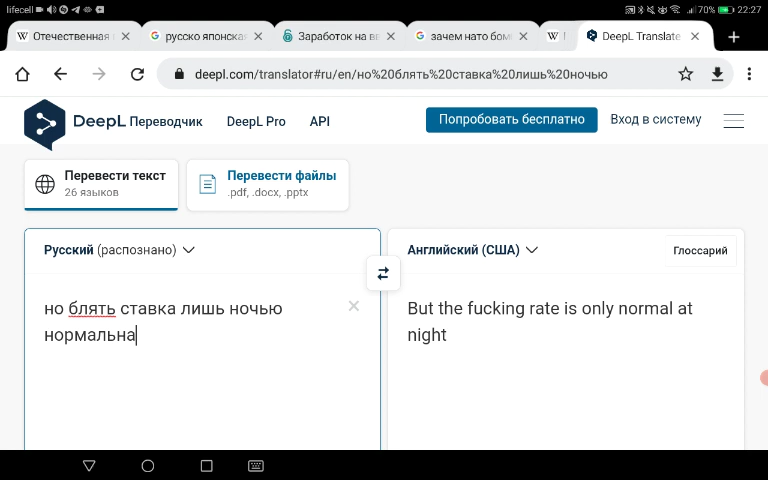 lifecell 70% 22:27
Отечественная русско японска Заработок на вв зачем нато бом DeepL Translate
deepl.com/translator#ru/en/но%20блять%20ставка%20лишь%20ночью
DeepL Переводчик DeepL Pro API Попробовать бесплатно Вход в систему
Перевести текст
26 языков
Перевести файлы
.pdf, .docx, .pptx
Русский (распознано)
Английский (США) Глоссарий
но блять ставка лишь ночью
нормальна
But the fucking rate is only normal at
night